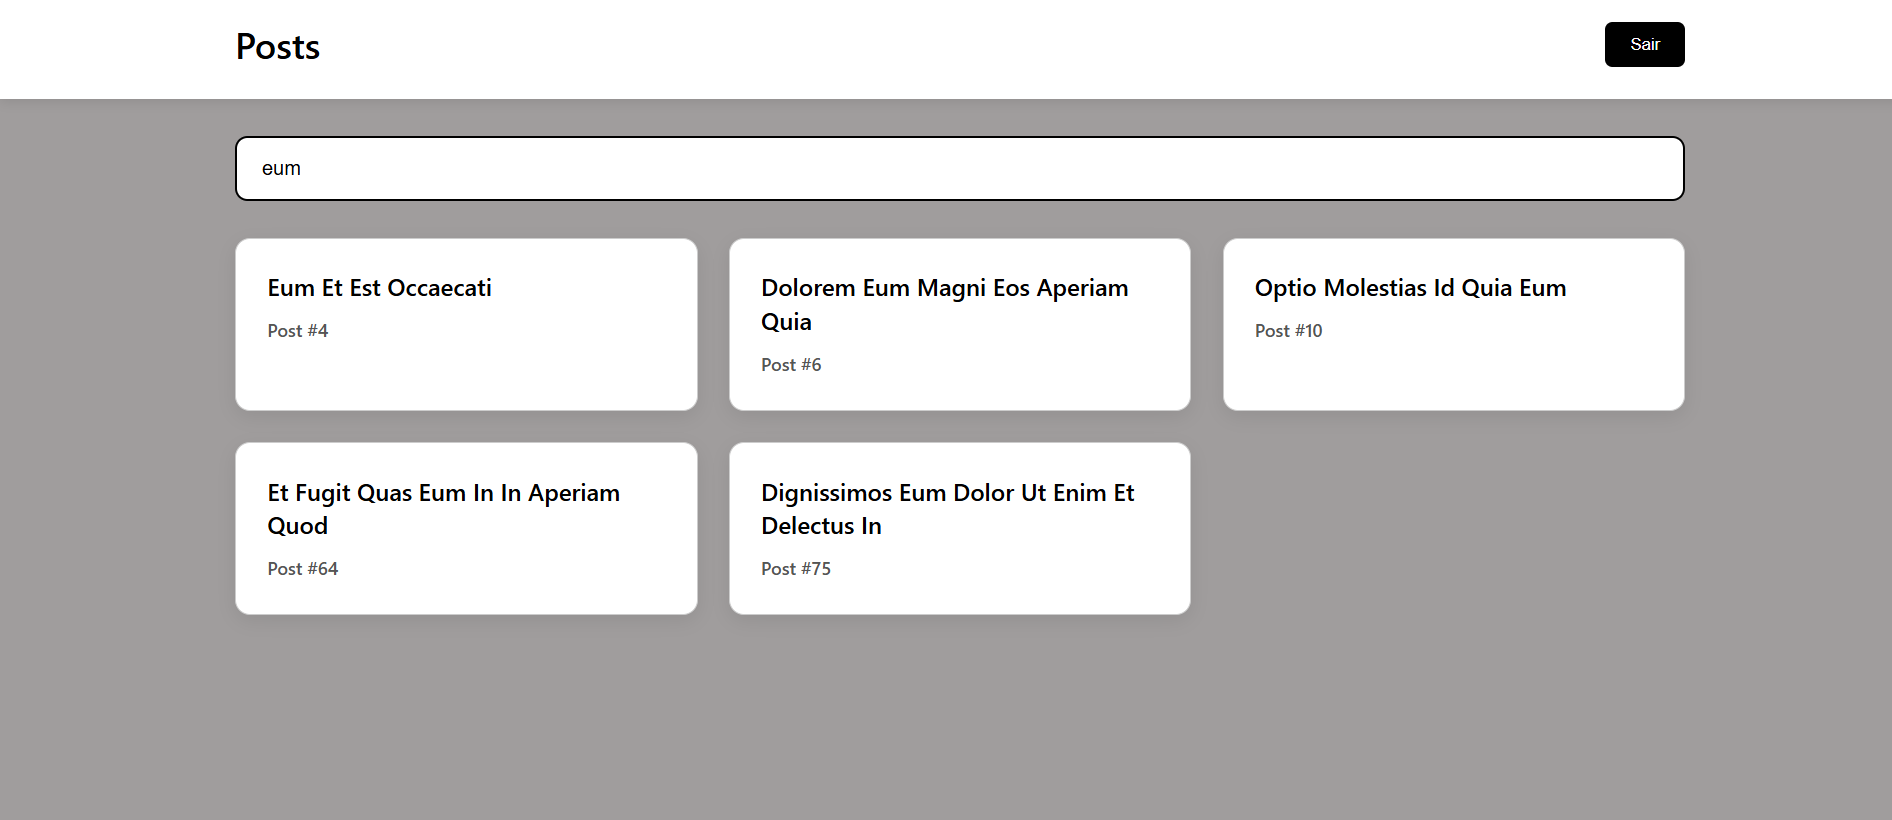 Posts
Sair
eum
Eum Et Est Occaecati
Post #4
Dolorem Eum Magni Eos Aperiam
Quia
Post #6
Optio Molestias Id Quia Eum
Post #10
Et Fugit Quas Eum In In Aperiam
Quod
Post #64
Dignissimos Eum Dolor Ut Enim Et
Delectus In
Post #75